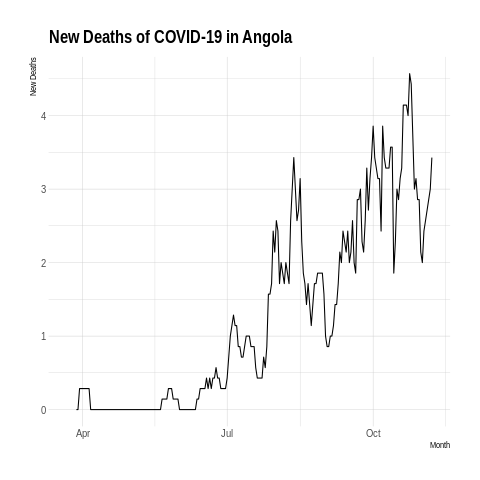 New Deaths of COVID-19 in Angola
New Deaths
4
3
2
1
0
Apr
Jul
Oct
Month